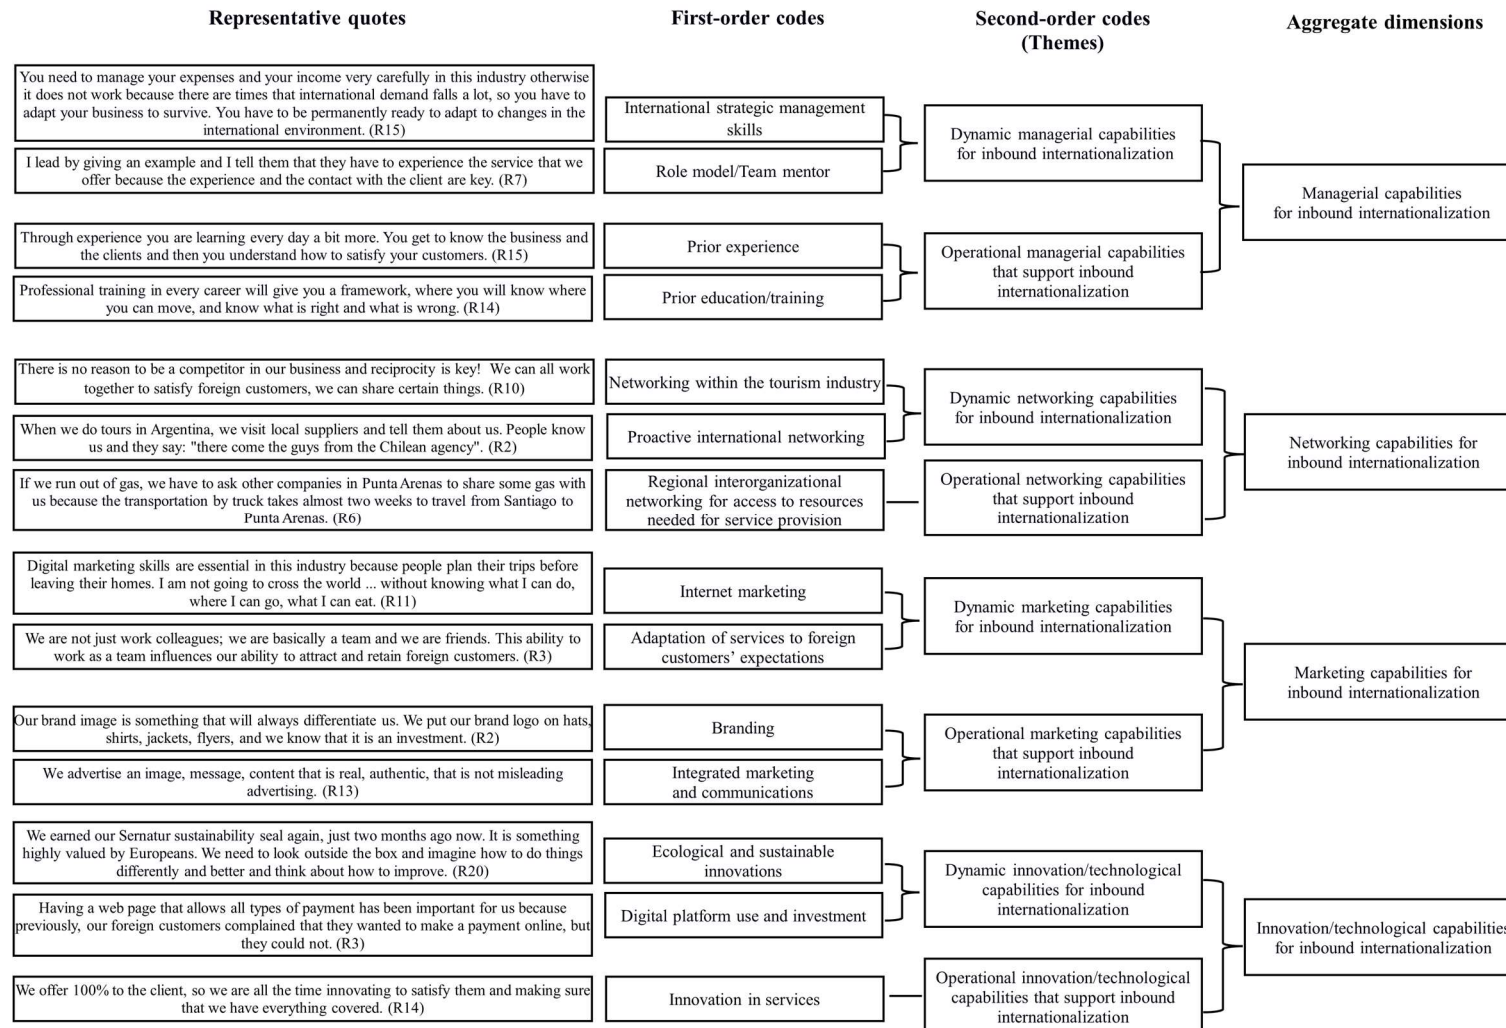 Representative quotes
First-order codes
Second-order codes
(Themes)
Aggregate dimensions
You need to manage your expenses and your income very carefully in this industry otherwise
it does not work because there are times that international demand falls a lot, so you have to
adapt your business to survive. You have to be permanently ready to adapt to changes in the
international environment. (R15)
International strategic management
skills
Dynamic managerial capabilities
for inbound internationalization
I lead by giving an example and I tell them that they have to experience the service that we
offer because the experience and the contact with the client are key. (R7)
Role model/Team mentor
Managerial capabilities
for inbound internationalization
Through experience you are learning every day a bit more. You get to know the business and
the clients and then you understand how to satisfy your customers. (R15)
Prior experience
Operational managerial capabilities
that support inbound
internationalization
Professional training in every career will give you a framework, where you will know where
you can move, and know what is right and what is wrong. (R14)
Prior education/training
There is no reason to be a competitor in our business and reciprocity is key! We can all work
together to satisfy foreign customers, we can share certain things. (R10)
Networking within the tourism industry
Dynamic networking capabilities
for inbound internationalization
When we do tours in Argentina, we visit local suppliers and tell them about us. People know
us and they say: "there come the guys from the Chilean agency". (R2)
Proactive international networking
Networking capabilities for
inbound internationalization
If we run out of gas, we have to ask other companies in Punta Arenas to share some gas with
us because the transportation by truck takes almost two weeks to travel from Santiago to
Punta Arenas. (R6)
Regional interorganizational
networking for access to resources
needed for service provision
Operational networking capabilities
that support inbound
internationalization
Digital marketing skills are essential in this industry because people plan their trips before
leaving their homes. I am not going to cross the world ... without knowing what I can do,
where I can go, what I can eat. (R11)
Internet marketing
Dynamic marketing capabilities
for inbound internationalization
We are not just work colleagues; we are basically a team and we are friends. This ability to
work as a team influences our ability to attract and retain foreign customers. (R3)
Adaptation of services to foreign
customers’ expectations
Marketing capabilities for
inbound internationalization
Our brand image is something that will always differentiate us. We put our brand logo on hats,
shirts, jackets, flyers, and we know that it is an investment. (R2)
Branding
Operational marketing capabilities
that support inbound
internationalization
We advertise an image, message, content that is real, authentic, that is not misleading
advertising. (R13)
Integrated marketing
and communications
We earned our Sernatur sustainability seal again, just two months ago now. It is something
highly valued by Europeans. We need to look outside the box and imagine how to do things
differently and better and think about how to improve. (R20)
Ecological and sustainable
innovations
Dynamic innovation/technological
capabilities for inbound
internationalization
Having a web page that allows all types of payment has been important for us because
previously, our foreign customers complained that they wanted to make a payment online, but
they could not. (R3)
Digital platform use and investment
Innovation/technological capabilities
for inbound internationalization
We offer 100% to the client, so we are all the time innovating to satisfy them and making sure
that we have everything covered. (R14)
Innovation in services
Operational innovation/technological
capabilities that support inbound
internationalization